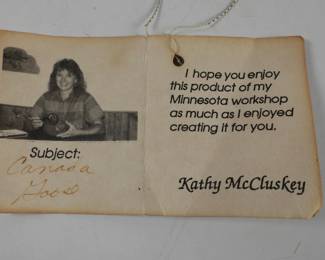 Subject:
Canada
Goose
I hope you enjoy
this product of my
Minnesota workshop
as much as I enjoyed
creating it for you.
Kathy McCluskey